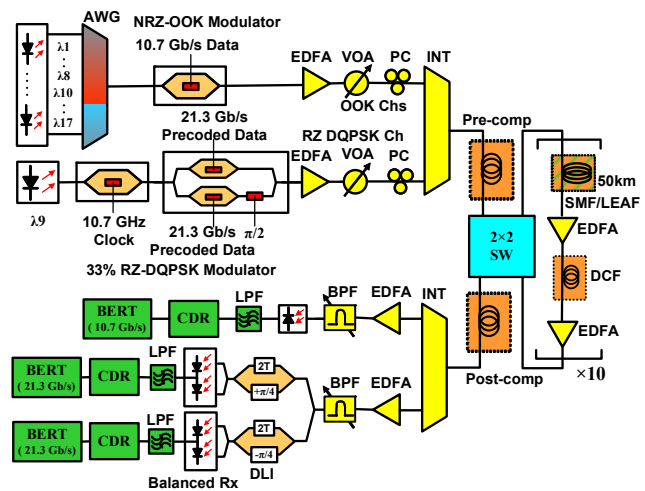 AWG
NRZ-OOK Modulator
10.7 Gb/s Data
λ1
λ8
λ10
λ17
EDFA
VOA
PC
INT
OOK Chs
21.3 Gb/s
Precoded Data
RZ DQPSK Ch
EDFA
VOA
PC
Pre-comp
50km
SMF/LEAF
EDFA
λ9
10.7 GHz
Clock
21.3 Gb/s
π/2
Precoded Data
33% RZ-DQPSK Modulator
2×2
SW
DCF
EDFA
×10
Post-comp
BERT
( 10.7 Gb/s)
CDR
LPF
BPF
EDFA
INT
BERT
( 21.3 Gb/s)
CDR
LPF
2T
+π/4
BPF
EDFA
BERT
( 21.3 Gb/s)
CDR
LPF
2T
-π/4
Balanced Rx
DLI